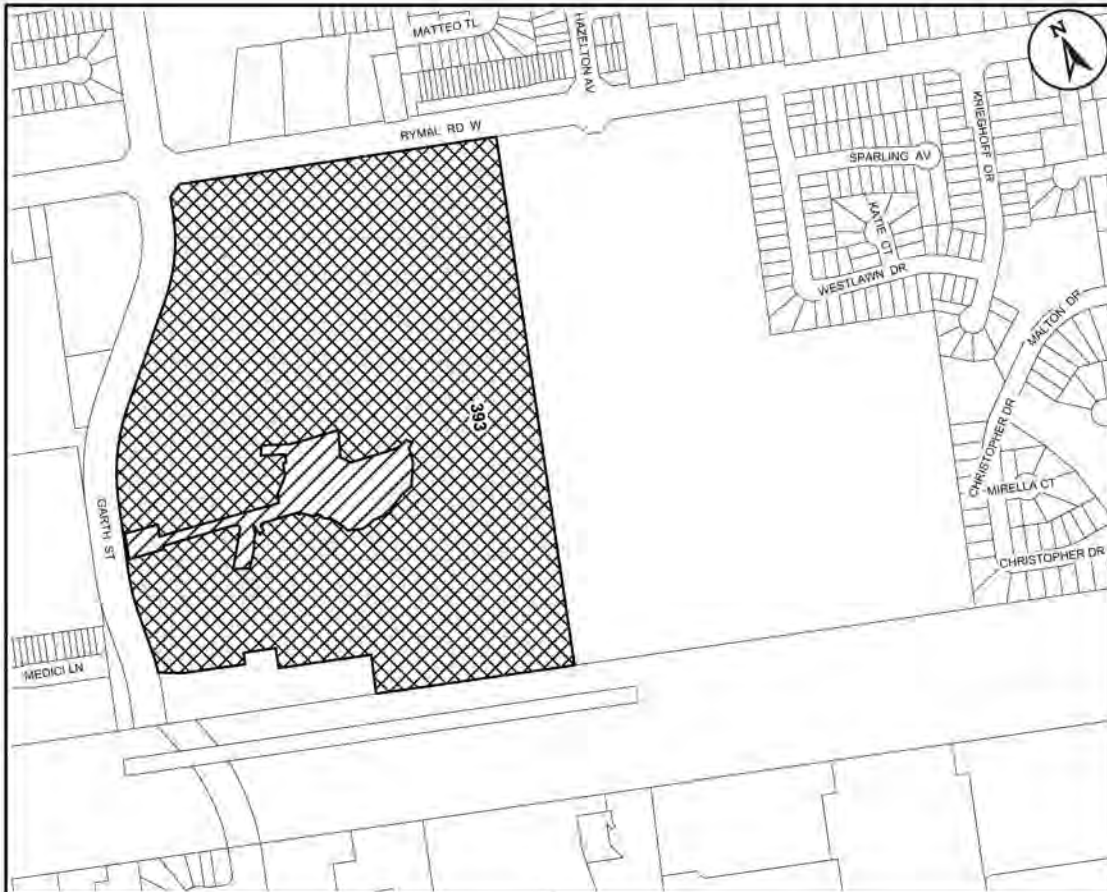 MATTEO TL
HAZELTON AV
N
RYMAL RD W
KRIEGHOFF DR
SPARLING AV
KATIE CT
WESTLAWN DR
MALTON DR
393
CHRISTOPHER DR
MIRELLA CT
GARTH ST
CHRISTOPHER DR
MEDICI LN